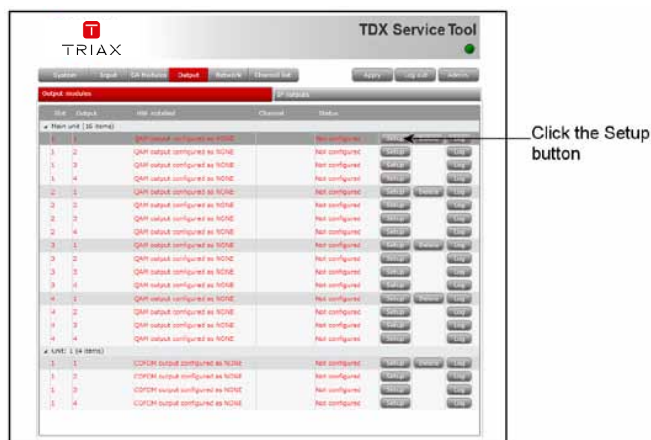 TRIAX
TDX Service Tool
System Input CA Modules Output Network Channel list Apply Log out Admin
Output modules IP outputs
Slot Output HW installed Channel Status
Main unit (16 items)
1 1 QAM output configured as NONE Not configured Setup Log
1 2 QAM output configured as NONE Not configured Setup Log
1 3 QAM output configured as NONE Not configured Setup Log
1 4 QAM output configured as NONE Not configured Setup Log
2 1 QAM output configured as NONE Not configured Setup Delete Log
2 2 QAM output configured as NONE Not configured Setup Log
2 3 QAM output configured as NONE Not configured Setup Log
2 4 QAM output configured as NONE Not configured Setup Log
3 1 QAM output configured as NONE Not configured Setup Delete Log
3 2 QAM output configured as NONE Not configured Setup Log
3 3 QAM output configured as NONE Not configured Setup Log
3 4 QAM output configured as NONE Not configured Setup Log
4 1 QAM output configured as NONE Not configured Setup Delete Log
4 2 QAM output configured as NONE Not configured Setup Log
4 3 QAM output configured as NONE Not configured Setup Log
4 4 QAM output configured as NONE Not configured Setup Log
Unit: 1 (4 items)
1 1 COFDM output configured as NONE Not configured Setup Delete Log
1 2 COFDM output configured as NONE Not configured Setup Log
1 3 COFDM output configured as NONE Not configured Setup Log
1 4 COFDM output configured as NONE Not configured Setup Log
Click the Setup
button